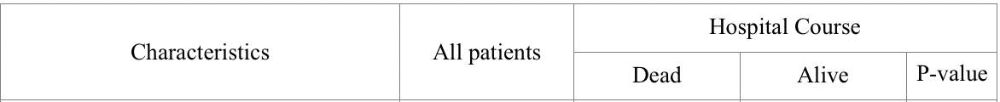 Hospital Course
Characteristics All patients
Dead Alive P-value